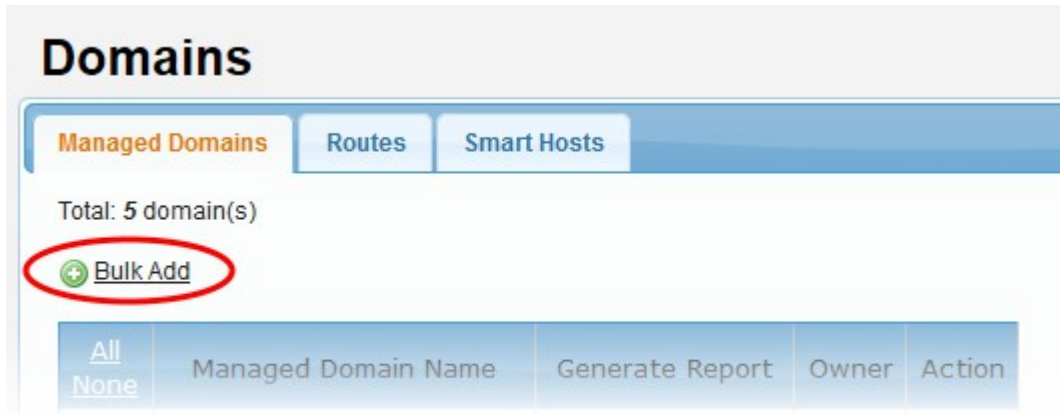 Domains
Managed Domains Routes Smart Hosts
Total: 5 domain(s)
Bulk Add
All
None Managed Domain Name Generate Report Owner Action